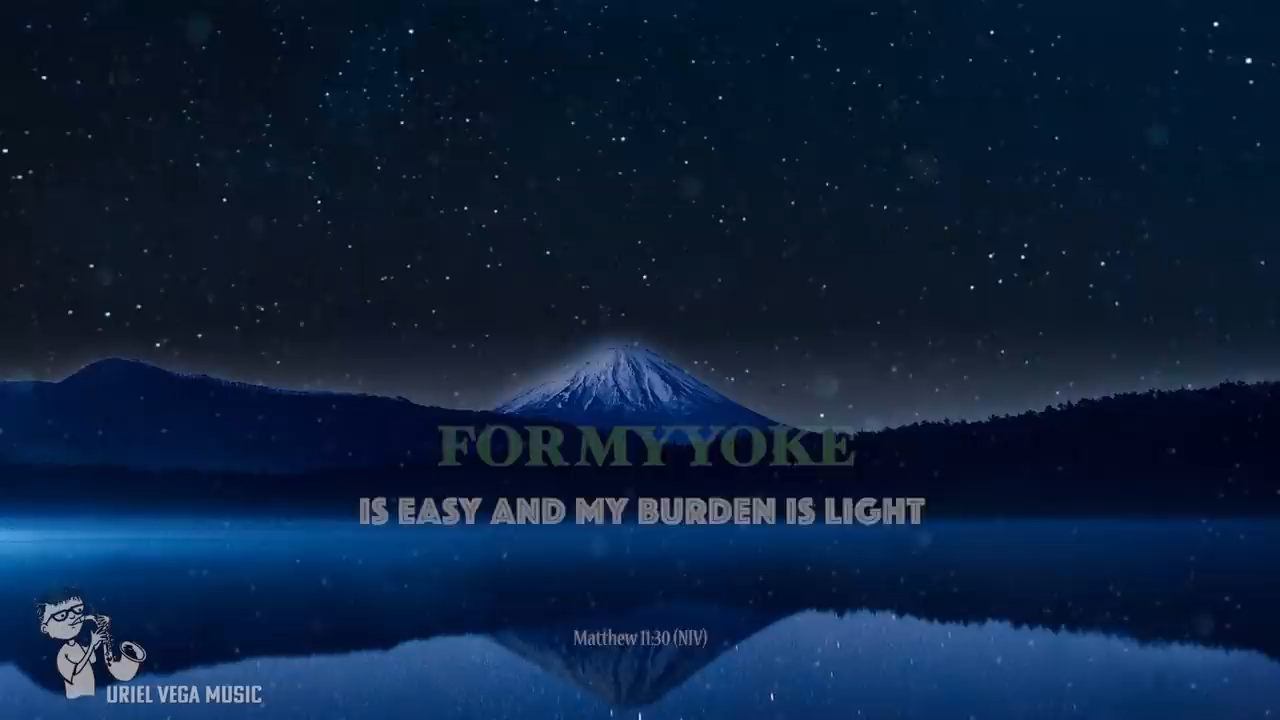 FOR MY YOKE
IS EASY AND MY BURDEN IS LIGHT
Matthew 11:30 (NIV)
URIEL VEGA MUSIC